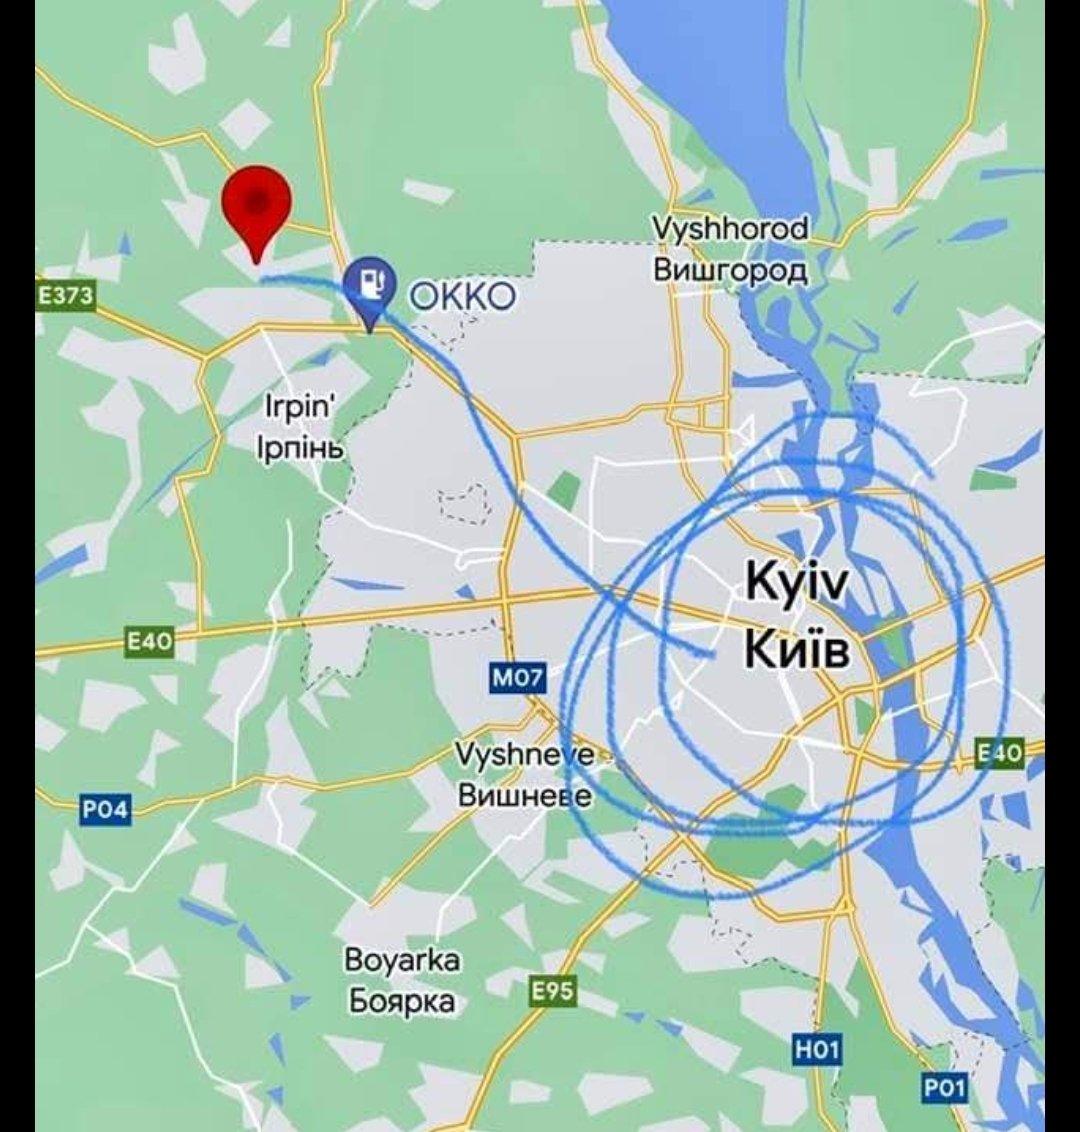 Vyshhorod
Вишгород
E373
OKKO
Irpin'
Ірпінь
Kyiv
Київ
E40
M07
Vyshneve
Вишневе
E40
P04
Boyarka
Боярка
E95
H01
P01